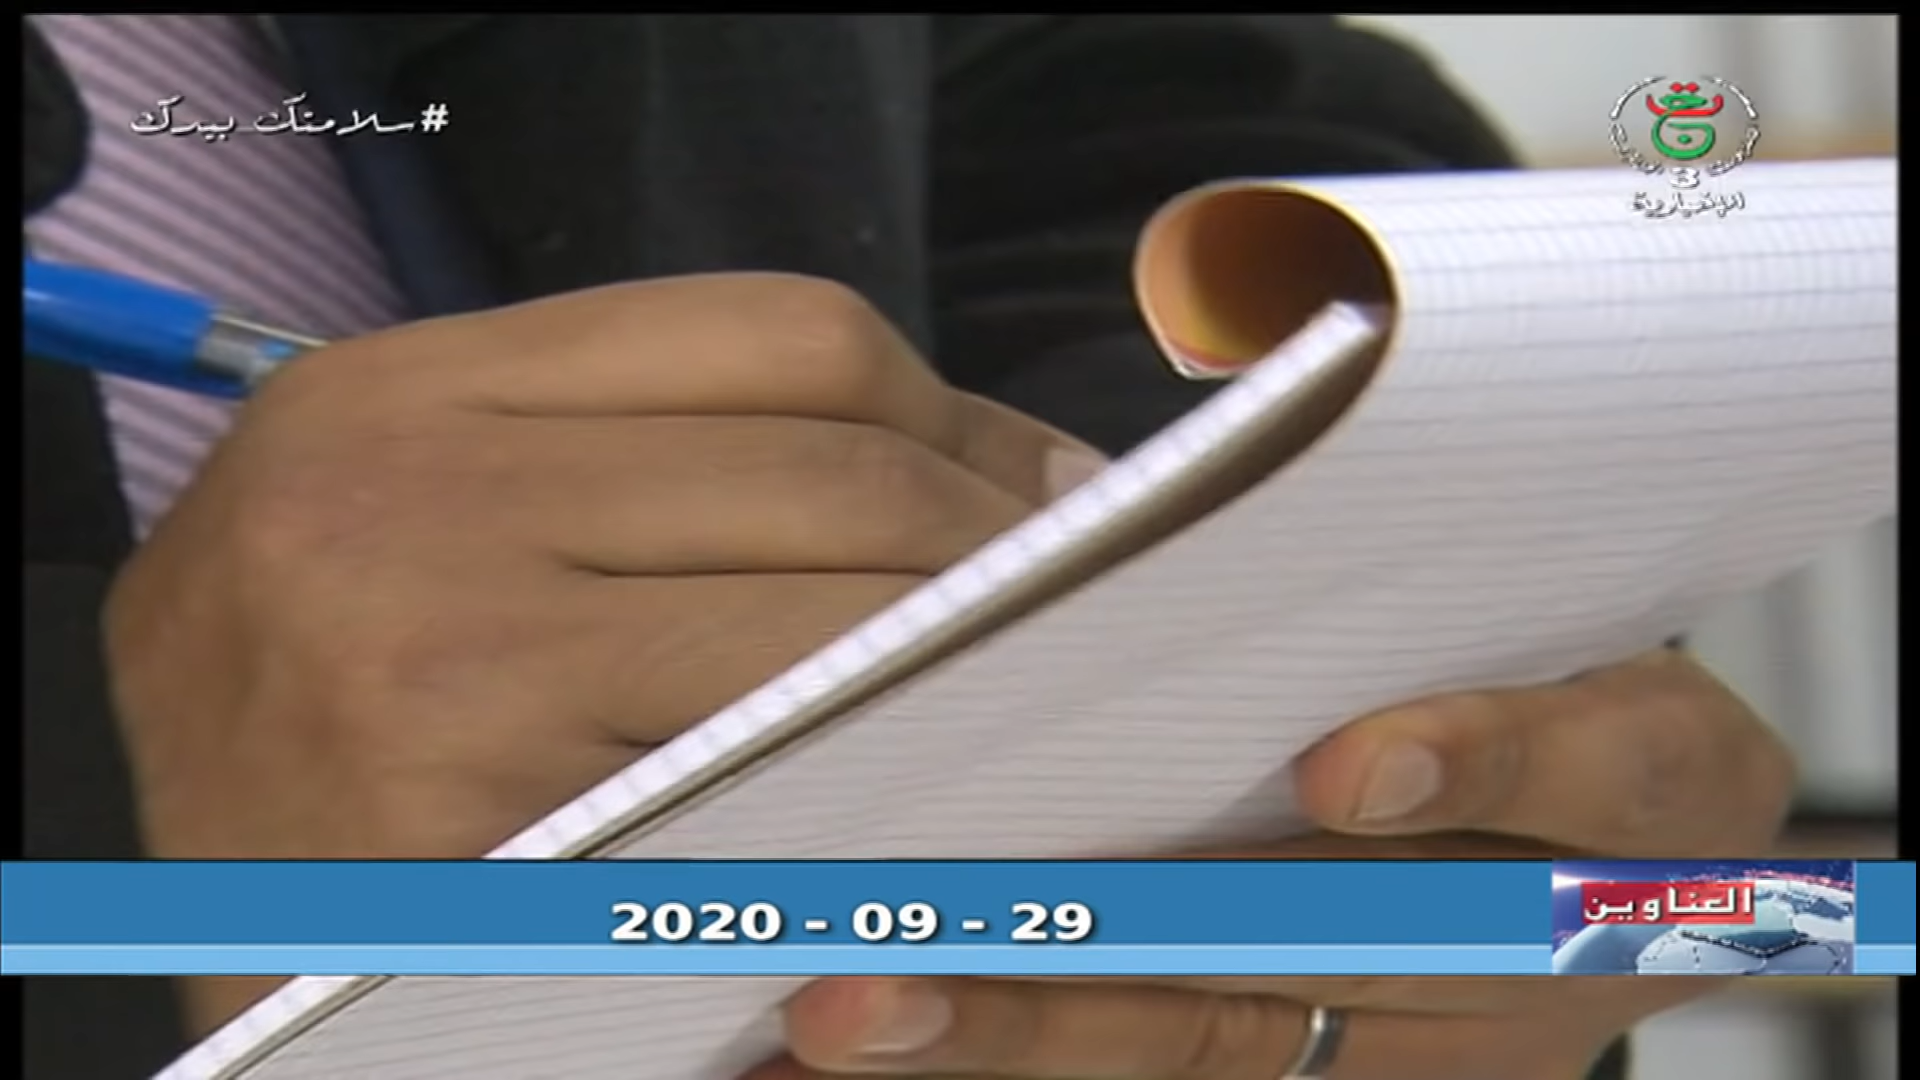 #سلامتك بيدك
3
الإخبارية
2020 - 09 - 29
العناوين